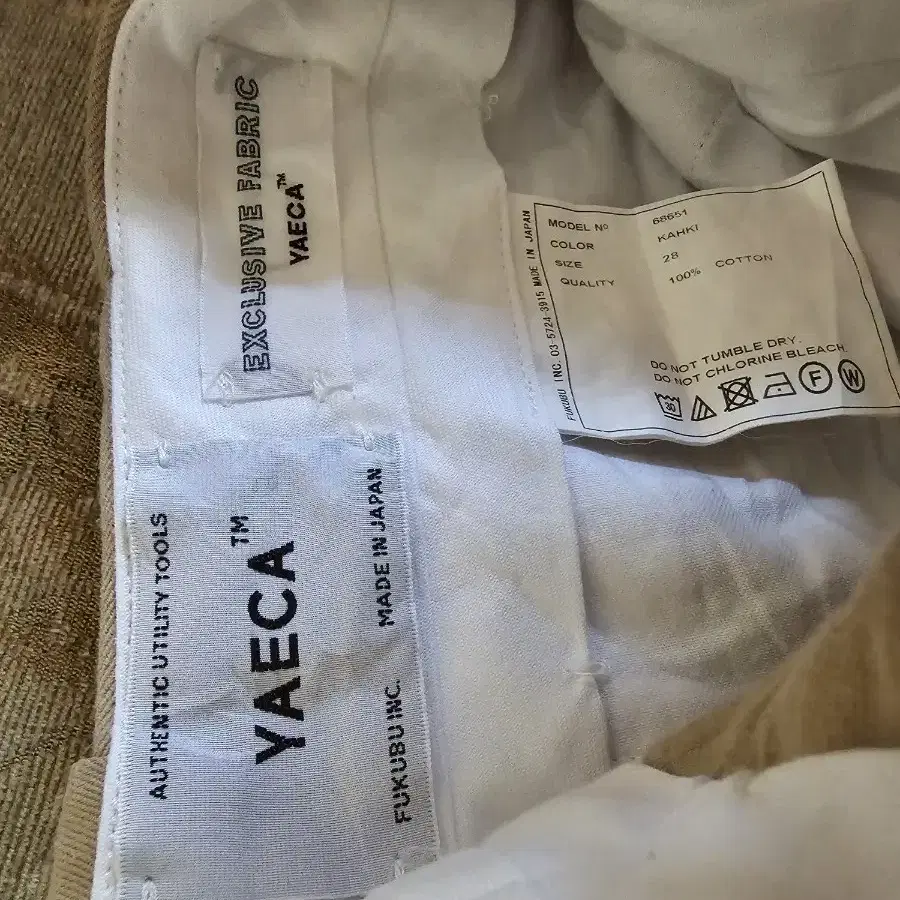 EXCLUSIVE FABRIC
YAECA™
AUTHENTIC UTILITY TOOLS
YAECA™
FUKUBU INC. MADE IN JAPAN
FUKUBU INC. 03-5724-3915 MADE IN JAPAN
MODEL Nº 68651
COLOR KAHKI
SIZE 28
QUALITY 100% COTTON
DO NOT TUMBLE DRY.
DO NOT CHLORINE BLEACH.
F W